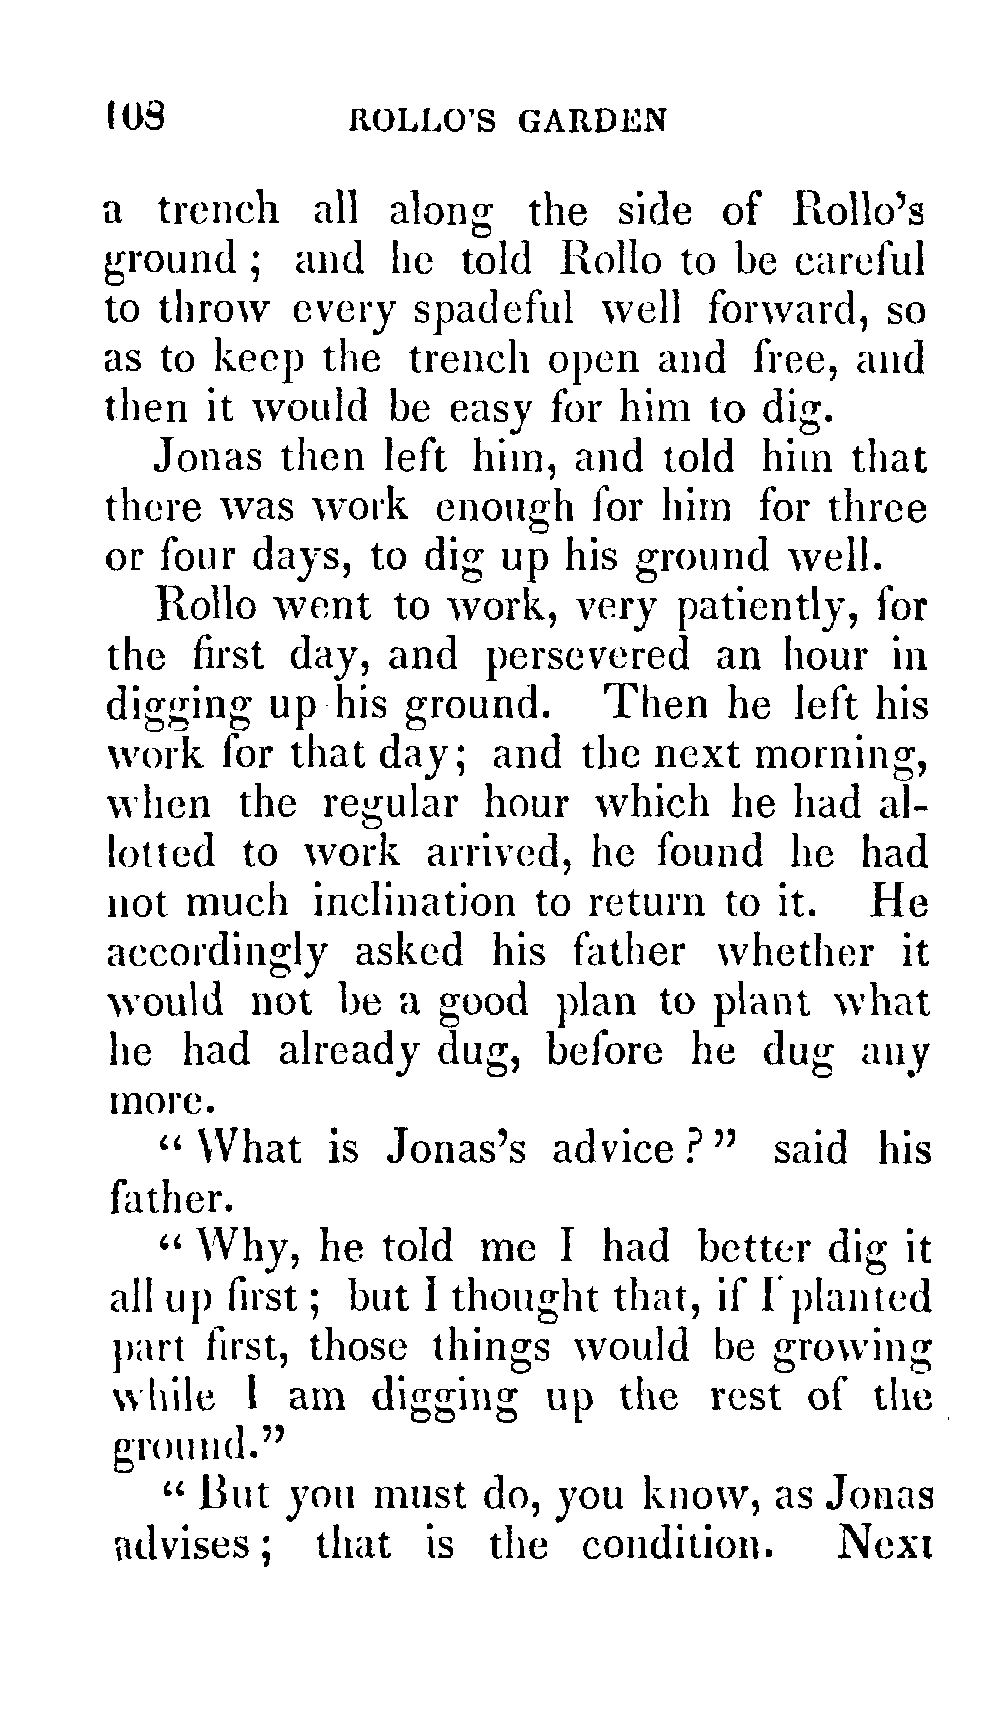 108 ROLLO'S GARDEN
a trench all along the side of Rollo's
ground ; and he told Rollo to be careful
to throw every spadeful well forward, so
as to keep the trench open and free, and
then it would be easy for him to dig.
Jonas then left him, and told him that
there was work enough for him for three
or four days, to dig up his ground well.
Rollo went to work, very patiently, for
the first day, and persevered an hour in
digging up his ground. Then he left his
work for that day; and the next morning,
when the regular hour which he had al-
lotted to work arrived, he found he had
not much inclination to return to it. He
accordingly asked his father whether it
would not be a good plan to plant what
he had already dug, before he dug any
more.
“ What is Jonas's advice ? ” said his
father.
“ Why, he told me I had better dig it
all up first ; but I thought that, if I planted
part first, those things would be growing
while I am digging up the rest of the
ground.”
“ But you must do, you know, as Jonas
advises ; that is the condition. Next